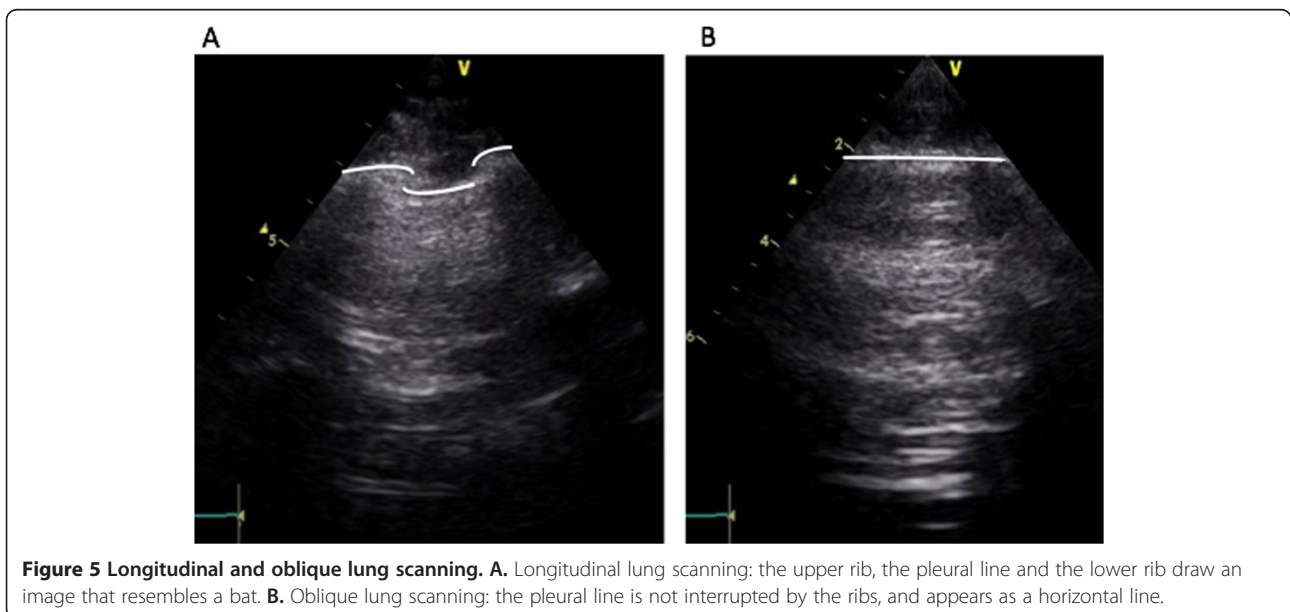 A
B
V
V
2
5
4
6
Figure 5 Longitudinal and oblique lung scanning. A. Longitudinal lung scanning: the upper rib, the pleural line and the lower rib draw an
image that resembles a bat. B. Oblique lung scanning: the pleural line is not interrupted by the ribs, and appears as a horizontal line.